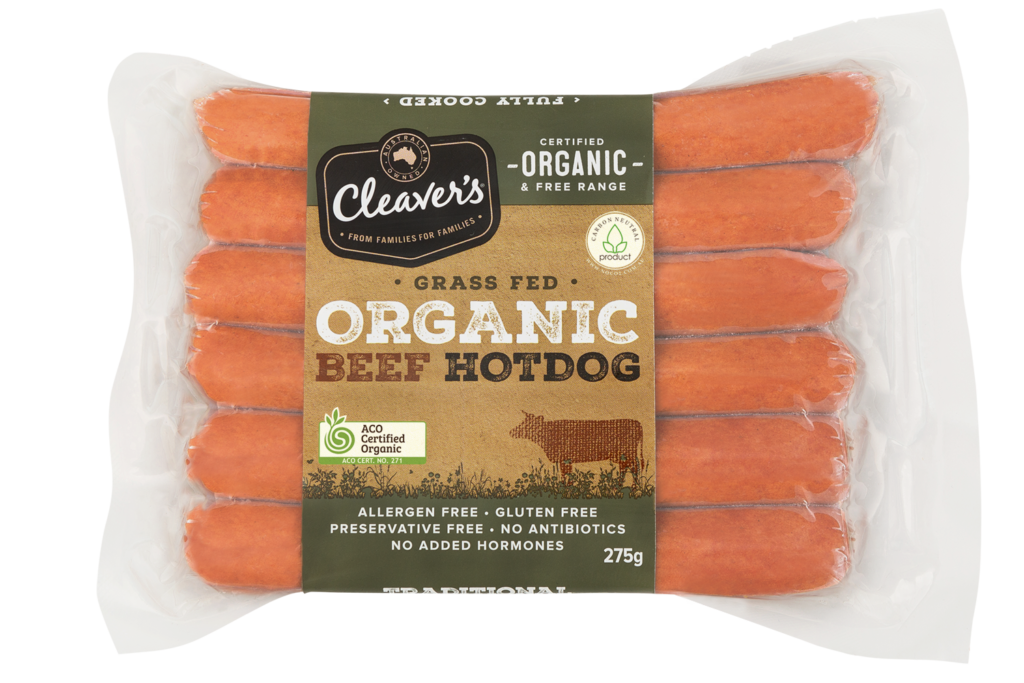 ‹ FULLY COOKED ›
AUSTRALIAN
OWNED
Cleaver's®
• FROM FAMILIES FOR FAMILIES •
CERTIFIED
-ORGANIC-
& FREE RANGE
CARBON NEUTRAL
product
• GRASS FED •
ORGANIC
BEEF HOTDOG
ACO
Certified
Organic
ACO CERT. NO. 271
ALLERGEN FREE • GLUTEN FREE
PRESERVATIVE FREE • NO ANTIBIOTICS
NO ADDED HORMONES
275g
TRADITIONAL